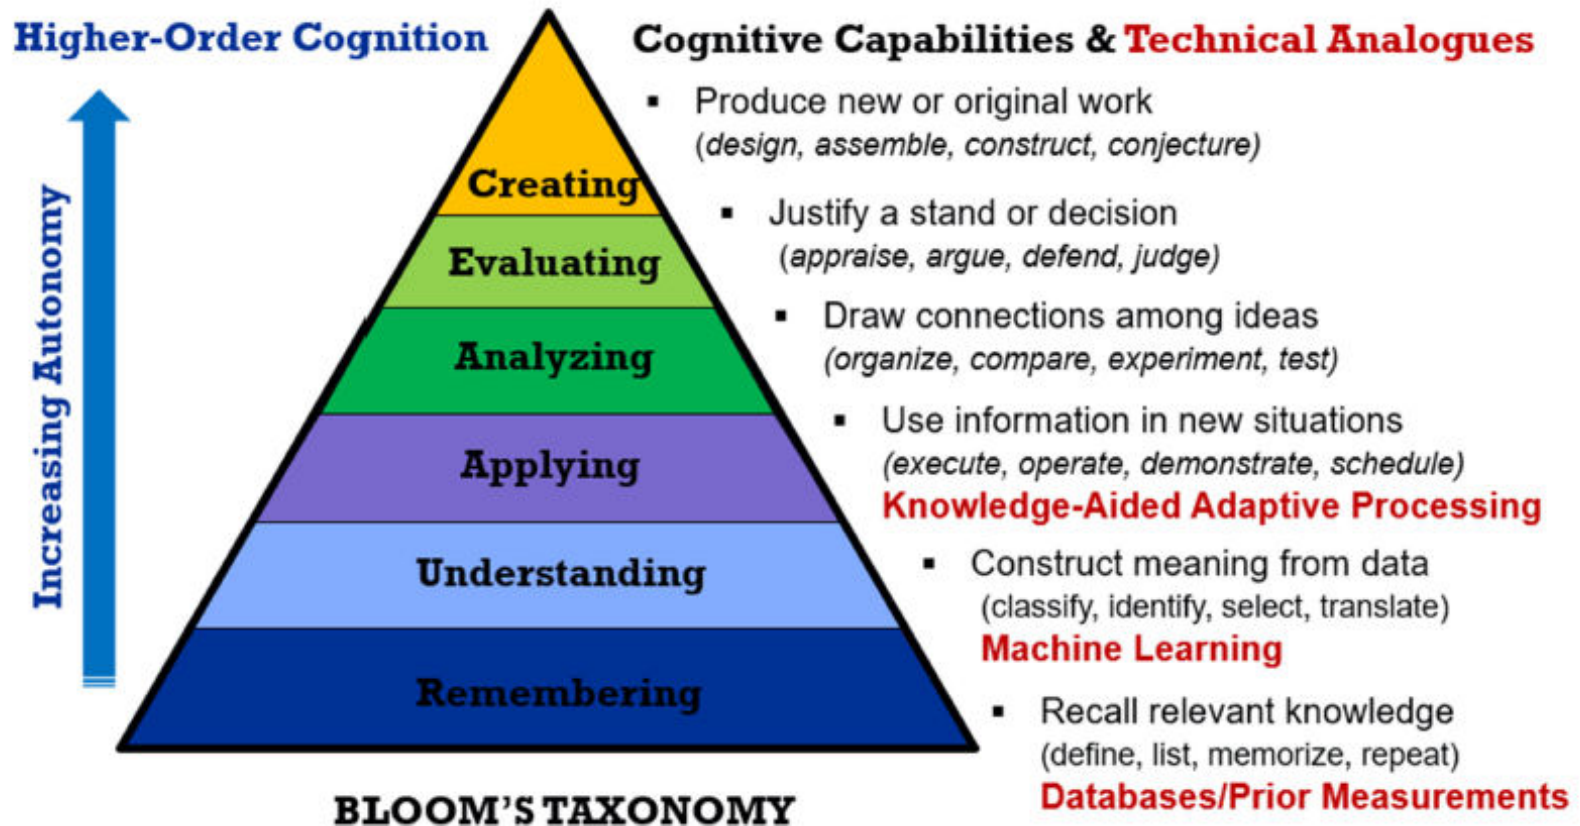 Higher-Order Cognition
Increasing Autonomy
Creating
Evaluating
Analyzing
Applying
Understanding
Remembering
BLOOM'S TAXONOMY
Cognitive Capabilities & Technical Analogues
▪ Produce new or original work
(design, assemble, construct, conjecture)
▪ Justify a stand or decision
(appraise, argue, defend, judge)
▪ Draw connections among ideas
(organize, compare, experiment, test)
▪ Use information in new situations
(execute, operate, demonstrate, schedule)
Knowledge-Aided Adaptive Processing
▪ Construct meaning from data
(classify, identify, select, translate)
Machine Learning
▪ Recall relevant knowledge
(define, list, memorize, repeat)
Databases/Prior Measurements